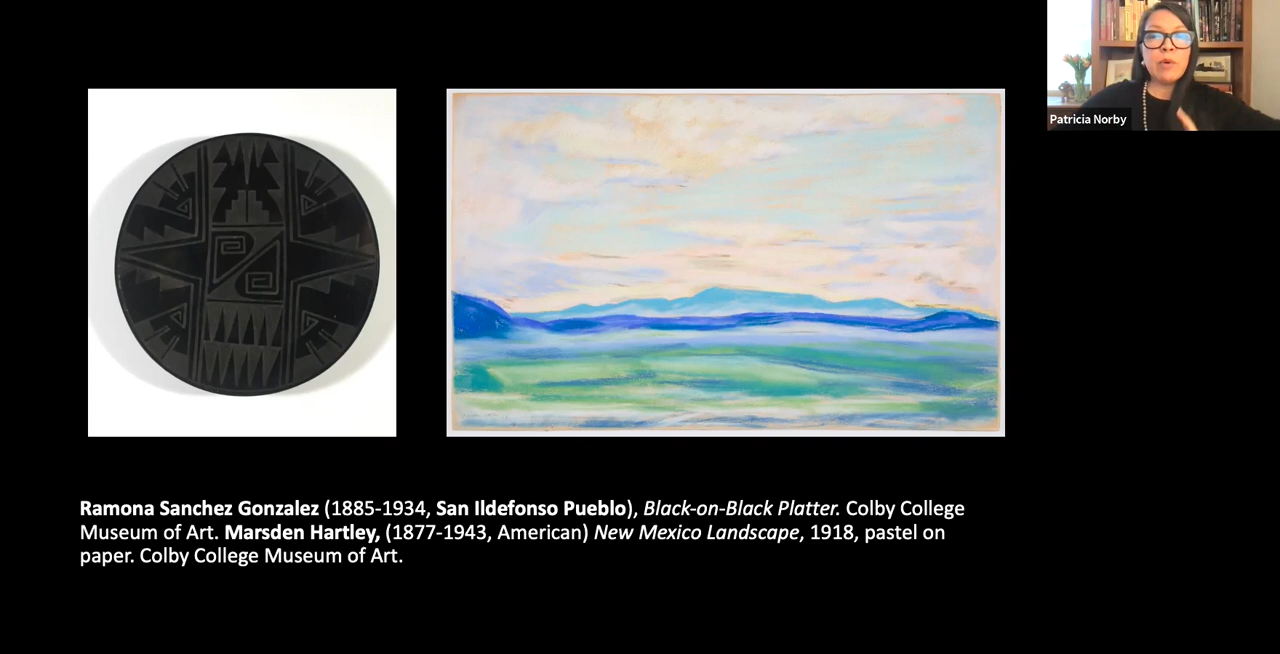 Patricia Norby
Ramona Sanchez Gonzalez (1885-1934, San Ildefonso Pueblo), Black-on-Black Platter. Colby College
Museum of Art. Marsden Hartley, (1877-1943, American) New Mexico Landscape, 1918, pastel on
paper. Colby College Museum of Art.